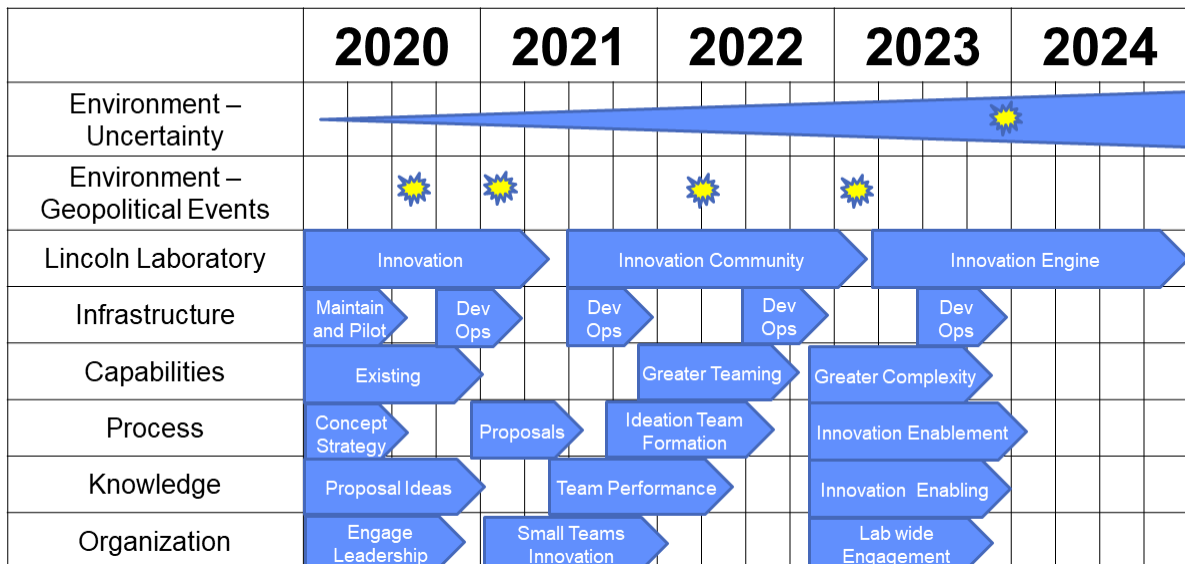 2020 2021 2022 2023 2024
Environment –
Uncertainty
Environment –
Geopolitical Events
Lincoln Laboratory
Innovation
Innovation Community
Innovation Engine
Infrastructure
Maintain
and Pilot
Dev
Ops
Dev
Ops
Dev
Ops
Dev
Ops
Capabilities
Existing
Greater Teaming
Greater Complexity
Process
Concept
Strategy
Proposals
Ideation Team
Formation
Innovation Enablement
Knowledge
Proposal Ideas
Team Performance
Innovation Enabling
Organization
Engage
Leadership
Small Teams
Innovation
Lab wide
Engagement